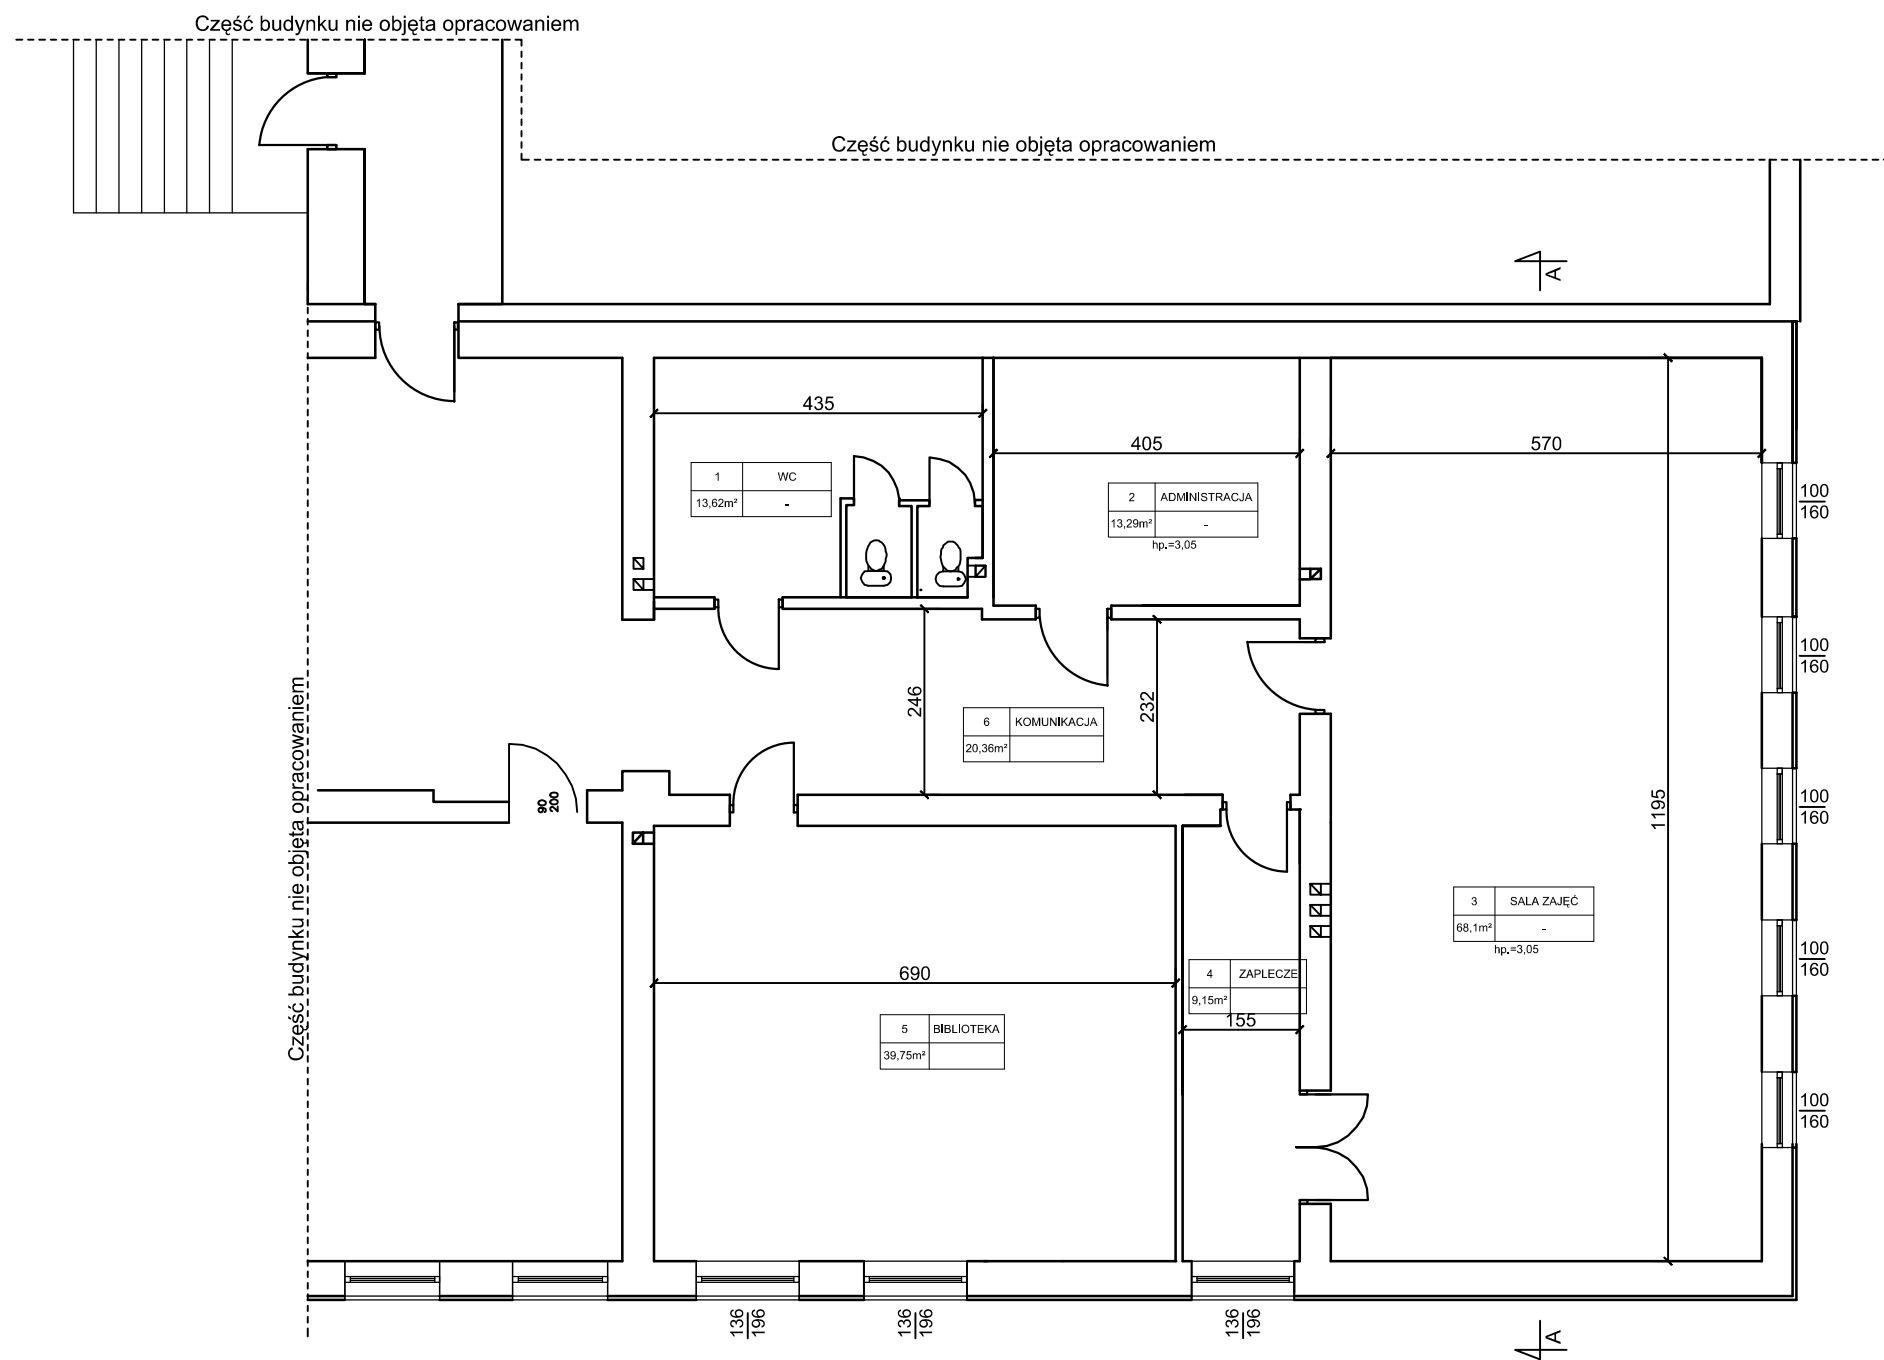 Część budynku nie objęta opracowaniem
Część budynku nie objęta opracowaniem
A
435
405
570
1 WC
13,62m² -
2 ADMINISTRACJA
13,29m² -
hp.=3,05
100
160
100
160
246
232
6 KOMUNIKACJA
20,36m²
Część budynku nie objęta opracowaniem
90
200
1195
100
160
3 SALA ZAJĘĆ
68,1m² -
hp.=3,05
100
160
690
4 ZAPLECZE
9,15m²
155
5 BIBLIOTEKA
39,75m²
100
160
136
196
136
196
136
196
A